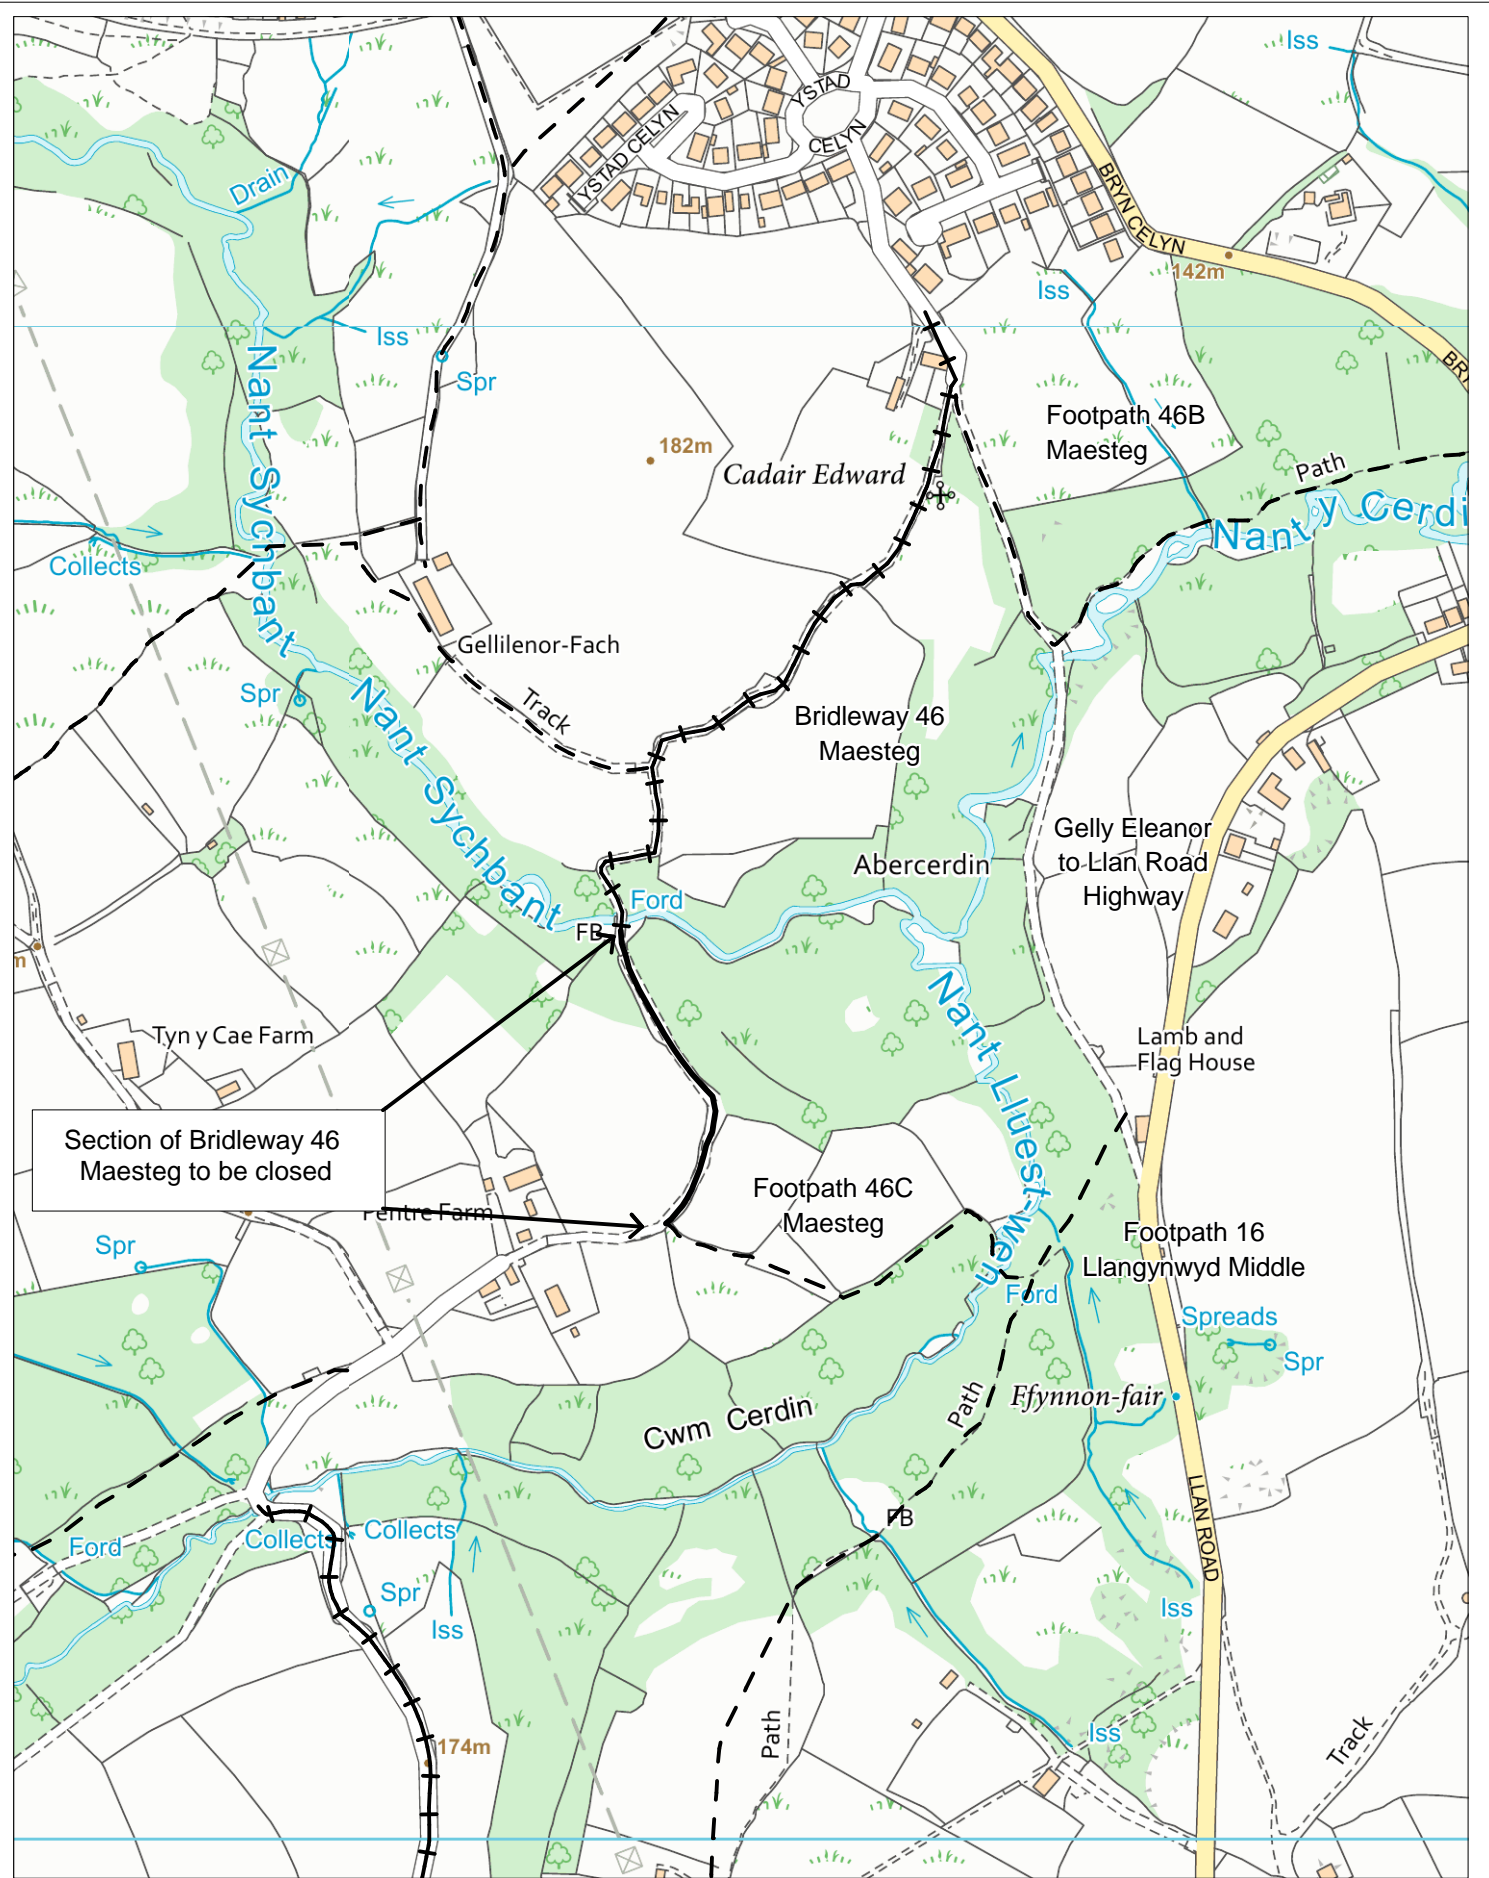 Iss
YSTAD
CELYN
YSTAD CELYN
BRYN CELYN
142m
Drain
Iss
Iss
Spr
Nant Sychbant
BRY
182m
Cadair Edward
Footpath 46B
Maesteg
Path
Nant y Cerdi
Collects
Gellilenor-Fach
Spr
Track
Nant Sychbant
Bridleway 46
Maesteg
Gelly Eleanor
to Llan Road
Highway
Abercerdin
Ford
FB
m
Nant Lluest-wen
Tyn y Cae Farm
Lamb and
Flag House
Section of Bridleway 46
Maesteg to be closed
Pentre Farm
Footpath 46C
Maesteg
Footpath 16
Llangynwyd Middle
Spr
Ford
Spreads
Spr
Ffynnon-fair
Path
Cwm Cerdin
LLAN ROAD
FB
Ford
Collects
Collects
Spr
Iss
Iss
174m
Path
Iss
Track